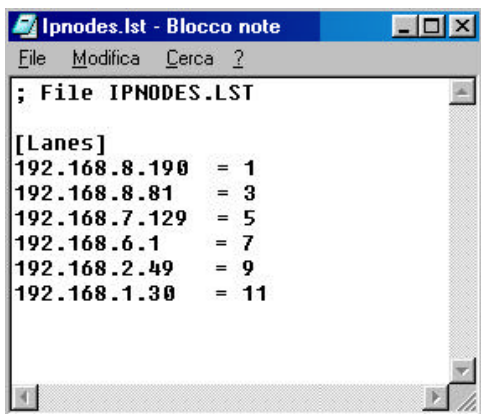 Ipnodes.lst - Blocco note
File Modifica Cerca ?
; File IPNODES.LST
[Lanes]
192.168.8.190 = 1
192.168.8.81 = 3
192.168.7.129 = 5
192.168.6.1 = 7
192.168.2.49 = 9
192.168.1.30 = 11